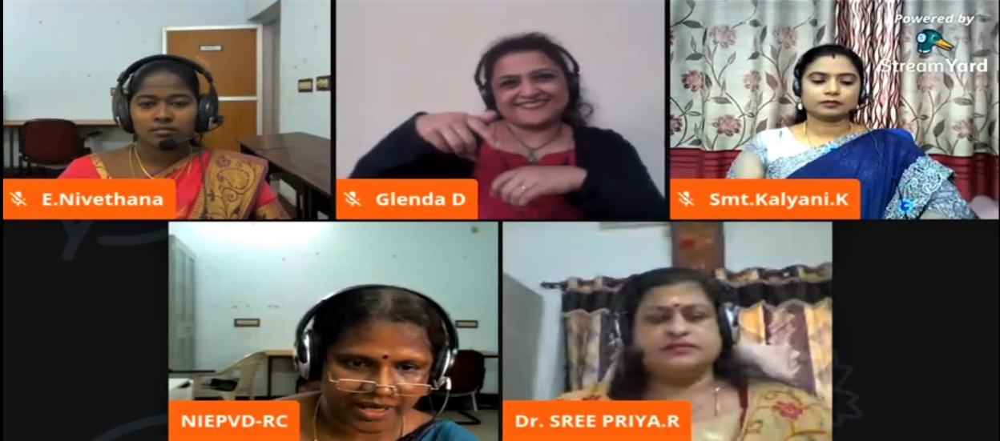 Powered by
StreamYard
E.Nivethana
Glenda D
Smt.Kalyani.K
NIEPVD-RC
Dr. SREE PRIYA.R